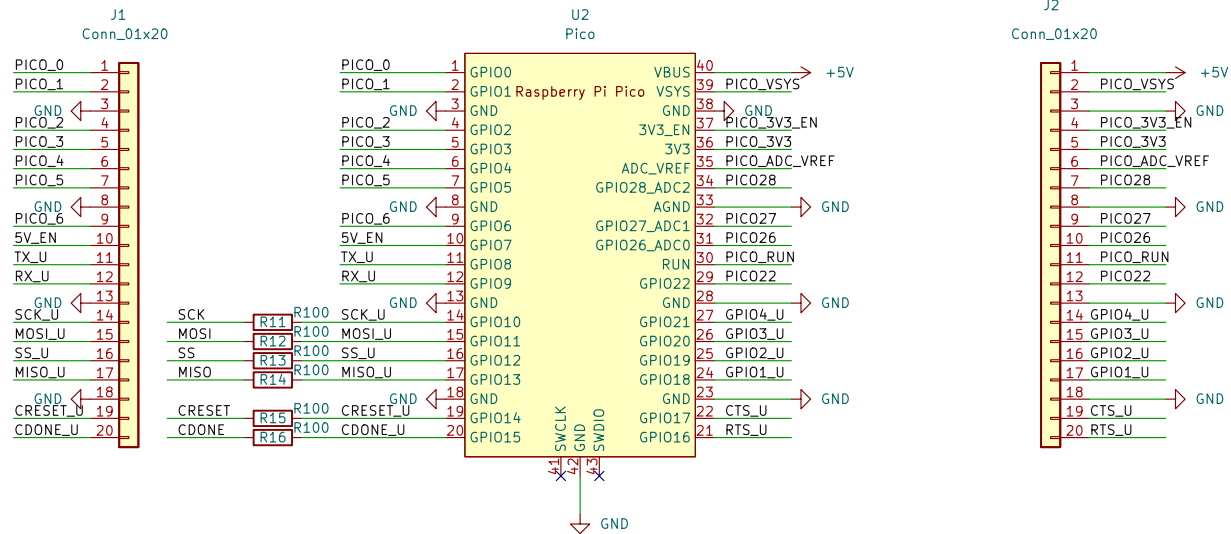 J1
Conn_01x20
PICO_0 1
PICO_1 2
GND 3
PICO_2 4
PICO_3 5
PICO_4 6
PICO_5 7
GND 8
PICO_6 9
5V_EN 10
TX_U 11
RX_U 12
GND 13
SCK_U 14
MOSI_U 15
SS_U 16
MISO_U 17
GND 18
CRESET_U 19
CDONE_U 20
SCK R11 R100 SCK_U
MOSI R12 R100 MOSI_U
SS R13 R100 SS_U
MISO R14 R100 MISO_U
CRESET R15 R100 CRESET_U
CDONE R16 R100 CDONE_U
U2
Pico
Raspberry Pi Pico
PICO_0 1 GPIO0
PICO_1 2 GPIO1
GND 3 GND
PICO_2 4 GPIO2
PICO_3 5 GPIO3
PICO_4 6 GPIO4
PICO_5 7 GPIO5
GND 8 GND
PICO_6 9 GPIO6
5V_EN 10 GPIO7
TX_U 11 GPIO8
RX_U 12 GPIO9
GND 13 GND
14 GPIO10
15 GPIO11
16 GPIO12
17 GPIO13
GND 18 GND
19 GPIO14
20 GPIO15
VBUS 40 +5V
VSYS 39 PICO_VSYS
GND 38 GND
3V3_EN 37 PICO_3V3_EN
3V3 36 PICO_3V3
ADC_VREF 35 PICO_ADC_VREF
GPIO28_ADC2 34 PICO28
AGND 33 GND
GPIO27_ADC1 32 PICO27
GPIO26_ADC0 31 PICO26
RUN 30 PICO_RUN
GPIO22 29 PICO22
GND 28 GND
GPIO21 27 GPIO4_U
GPIO20 26 GPIO3_U
GPIO19 25 GPIO2_U
GPIO18 24 GPIO1_U
GND 23 GND
GPIO17 22 CTS_U
GPIO16 21 RTS_U
SWCLK 41
GND 42
SWDIO 43
GND
J2
Conn_01x20
1 +5V
2 PICO_VSYS
3 GND
4 PICO_3V3_EN
5 PICO_3V3
6 PICO_ADC_VREF
7 PICO28
8 GND
9 PICO27
10 PICO26
11 PICO_RUN
12 PICO22
13 GND
14 GPIO4_U
15 GPIO3_U
16 GPIO2_U
17 GPIO1_U
18 GND
19 CTS_U
20 RTS_U